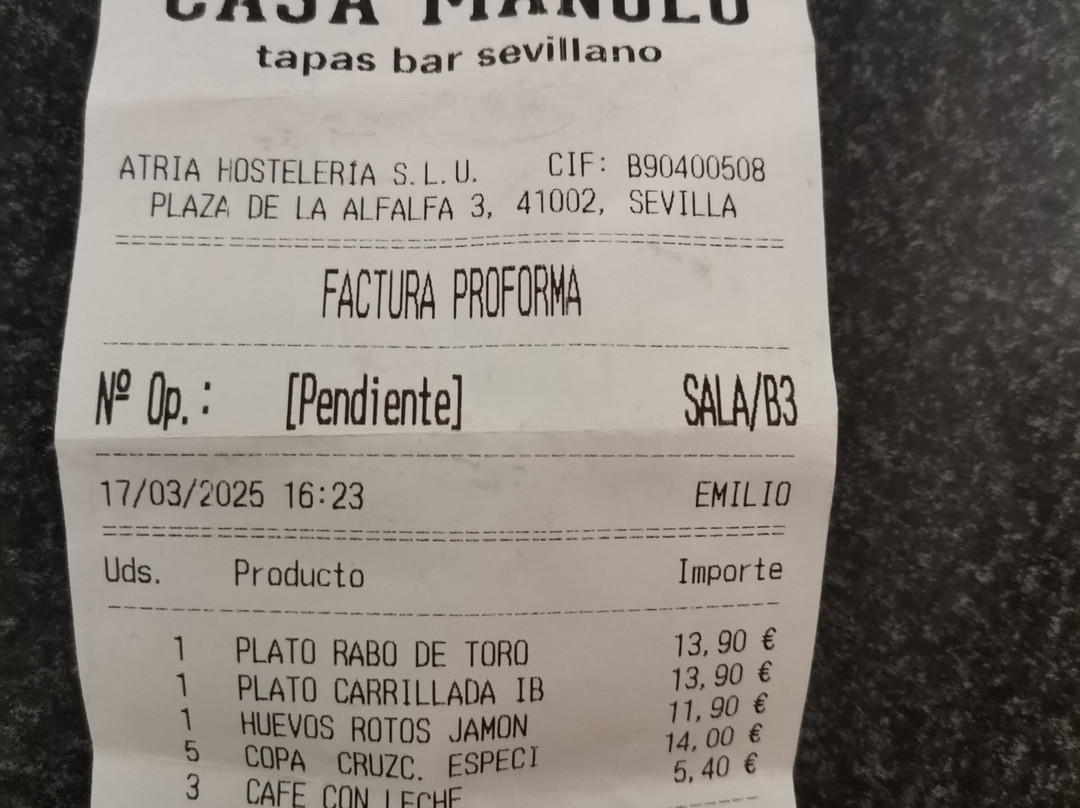 CASA MANOLO
tapas bar sevillano
ATRIA HOSTELERÍA S.L.U. CIF: B90400508
PLAZA DE LA ALFALFA 3, 41002, SEVILLA
FACTURA PROFORMA
Nº Op.: [Pendiente] SALA/B3
17/03/2025 16:23 EMILIO
Uds. Producto Importe
1 PLATO RABO DE TORO 13,90 €
1 PLATO CARRILLADA IB 13,90 €
1 HUEVOS ROTOS JAMON 11,90 €
5 COPA CRUZC. ESPECI 14,00 €
3 CAFE CON LECHE 5,40 €